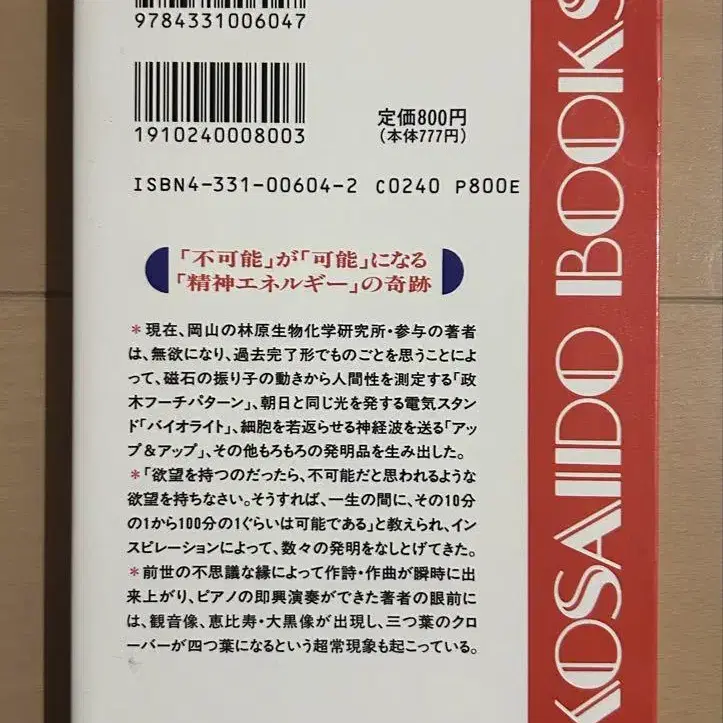 9784331006047
1910240008003
定価800円
(本体777円)
ISBN4-331-00604-2 C0240 P800E
「不可能」が「可能」になる
「精神エネルギー」の奇跡
*現在、岡山の林原生物化学研究所・参与の著者
は、無欲になり、過去完了形でものごとを思うことによ
って、磁石の振り子の動きから人間性を測定する「政
木フーチパターン」、朝日と同じ光を発する電気スタン
ド「バイオライト」、細胞を若返らせる神経波を送る「アッ
プ&アップ」、その他もろもろの発明品を生み出した。
*「欲望を持つのだったら、不可能だと思われるような
欲望を持ちなさい。そうすれば、一生の間に、その10分
の1から100分の1ぐらいは可能である」と教えられ、イン
スピレーションによって、数々の発明をなしとげてきた。
*前世の不思議な縁によって作詩・作曲が瞬時に出
来上がり、ピアノの即興演奏ができた著者の眼前に
は、観音像、恵比寿・大黒像が出現し、三つ葉のクロ
ーバーが四つ葉になるという超常現象も起こっている。
KOSAIDO BOOKS